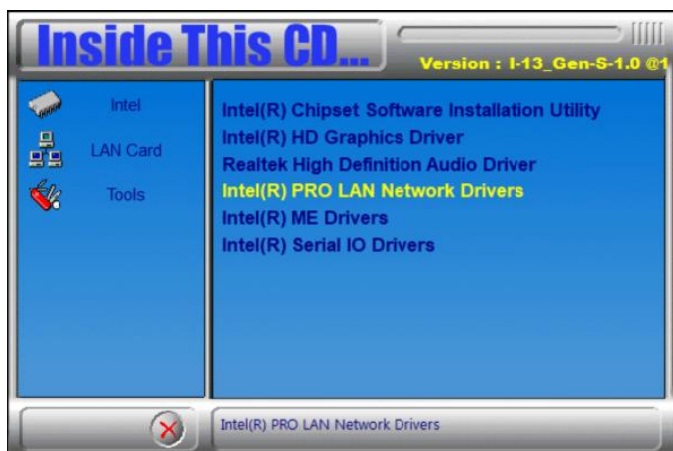 Inside This CD...
Version : I-13_Gen-S-1.0 @1
Intel
LAN Card
Tools
Intel(R) Chipset Software Installation Utility
Intel(R) HD Graphics Driver
Realtek High Definition Audio Driver
Intel(R) PRO LAN Network Drivers
Intel(R) ME Drivers
Intel(R) Serial IO Drivers
Intel(R) PRO LAN Network Drivers